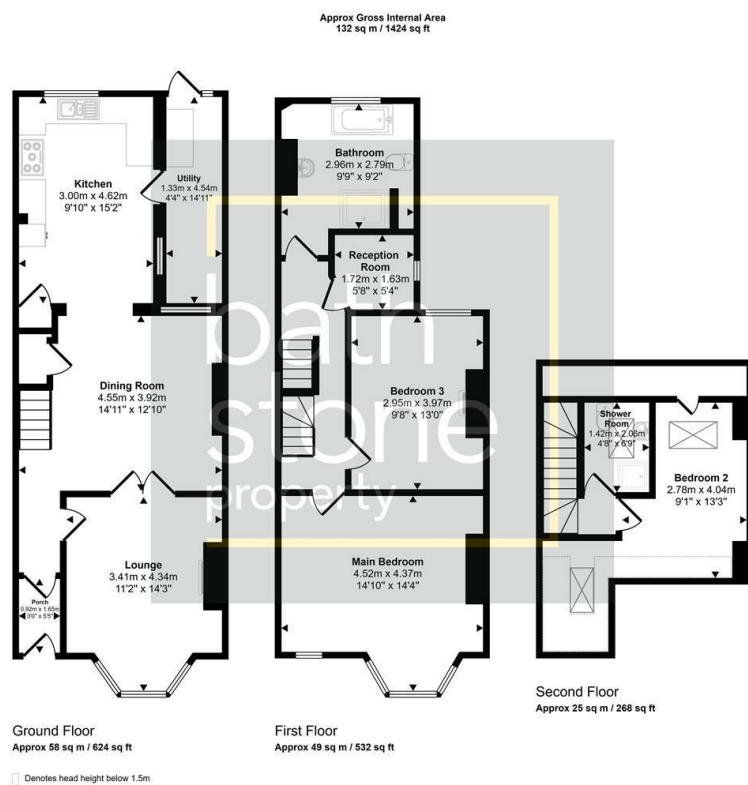 Approx Gross Internal Area
132 sq m / 1424 sq ft
Kitchen
3.00m x 4.62m
9'10" x 15'2"
Utility
1.33m x 4.54m
4'4" x 14'11"
Dining Room
4.55m x 3.92m
14'11" x 12'10"
Lounge
3.41m x 4.34m
11'2" x 14'3"
Porch
0.92m x 1.65m
3'0" x 5'5"
Ground Floor
Approx 58 sq m / 624 sq ft
Denotes head height below 1.5m
Bathroom
2.96m x 2.79m
9'9" x 9'2"
Reception
Room
1.72m x 1.63m
5'8" x 5'4"
Bedroom 3
2.95m x 3.97m
9'8" x 13'0"
Main Bedroom
4.52m x 4.37m
14'10" x 14'4"
First Floor
Approx 49 sq m / 532 sq ft
Shower
Room
1.42m x 2.06m
4'8" x 6'9"
Bedroom 2
2.78m x 4.04m
9'1" x 13'3"
Second Floor
Approx 25 sq m / 268 sq ft
bath
stone
property